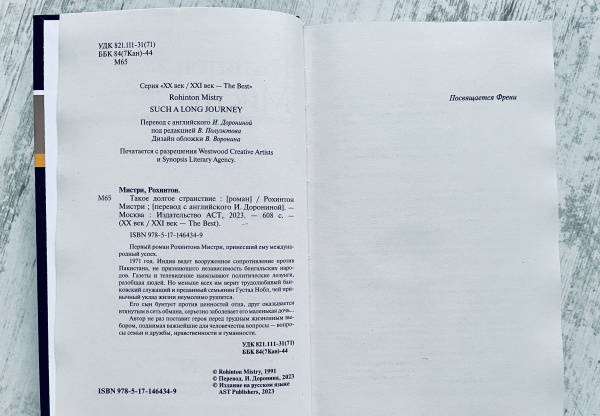 УДК 821.111-31(71)
ББК 84(7Кан)-44
М65
Серия «XX век / XXI век — The Best»
Rohinton Mistry
SUCH A LONG JOURNEY
Перевод с английского И. Дорониной
под редакцией В. Полуэктова
Дизайн обложки В. Воронина
Печатается с разрешения Westwood Creative Artists
и Synopsis Literary Agency.
Мистри, Рохинтон.
М65 Такое долгое странствие : [роман] / Рохинтон
Мистри ; [перевод с английского И. Дорониной]. —
Москва : Издательство АСТ, 2023. — 608 с. —
(XX век / XXI век — The Best).
ISBN 978-5-17-146434-9
Первый роман Рохинтона Мистри, принесший ему междуна-
родный успех.
1971 год. Индия ведет вооруженное сопротивление против
Пакистана, не признающего независимость бенгальских наро-
дов. Газеты и телевидение навязывают политические лозунги,
разобщая людей. Но меньше всех им верит трудолюбивый бан-
ковский служащий и преданный семьянин Густад Нобл, чей при-
вычный уклад жизни неумолимо рушится.
Его сын бунтует против ценностей отца, друг оказывается
втянутым в сеть обмана, серьезно заболевает его маленькая дочь...
Автор не раз поставит героя перед трудным жизненным вы-
бором, поднимая важнейшие для человечества вопросы — вопро-
сы семьи и дружбы, нравственности и гуманности.
УДК 821.111-31(71)
ББК 84(7Кан)-44
© Rohinton Mistry, 1991
© Перевод. И. Доронина, 2023
© Издание на русском языке
ISBN 978-5-17-146434-9 AST Publishers, 2023
Посвящается Френи